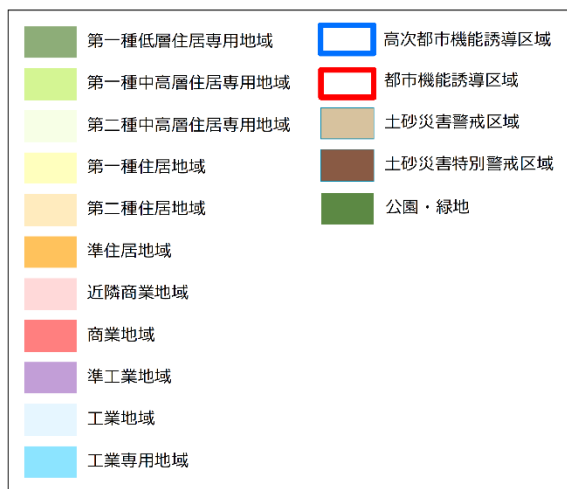 第一種低層住居専用地域
第一種中高層住居専用地域
第二種中高層住居専用地域
第一種住居地域
第二種住居地域
準住居地域
近隣商業地域
商業地域
準工業地域
工業地域
工業専用地域
高次都市機能誘導区域
都市機能誘導区域
土砂災害警戒区域
土砂災害特別警戒区域
公園・緑地